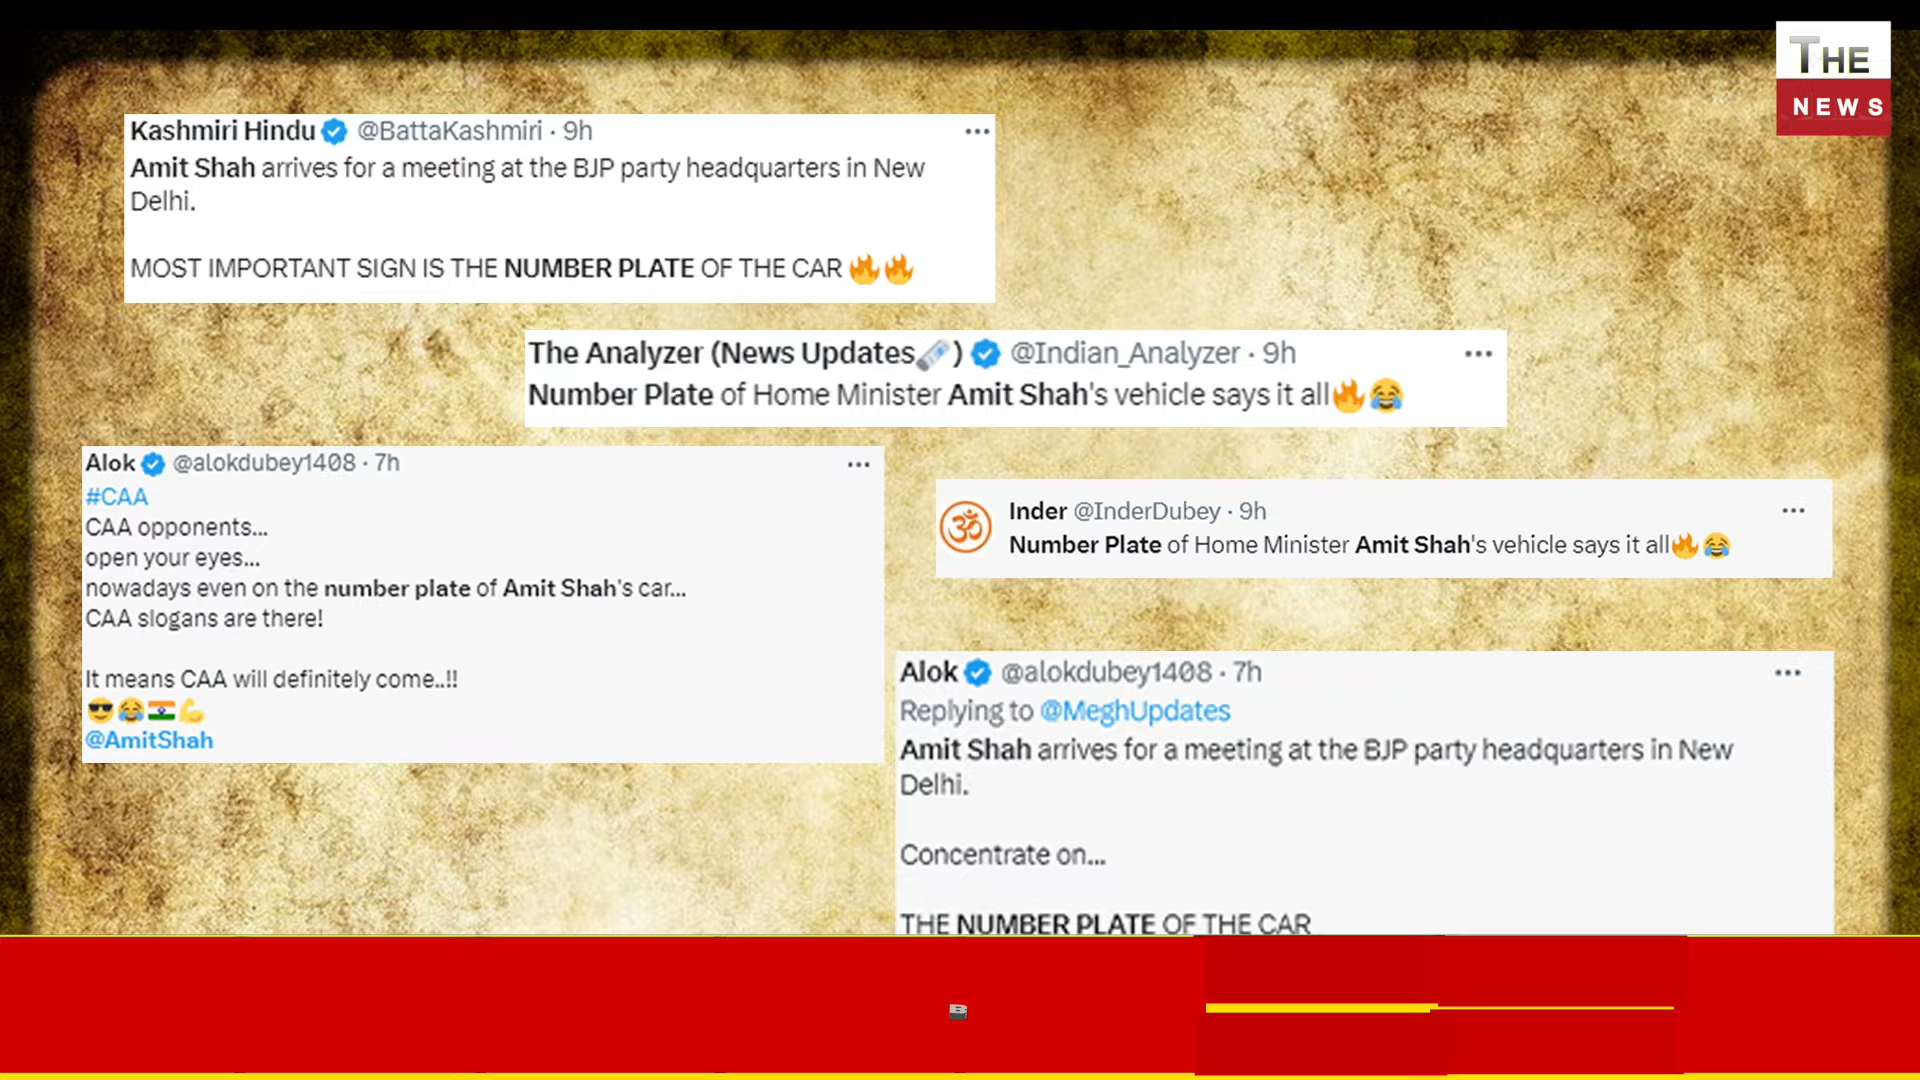 THE
NEWS
Kashmiri Hindu @BattaKashmiri · 9h
Amit Shah arrives for a meeting at the BJP party headquarters in New
Delhi.
MOST IMPORTANT SIGN IS THE NUMBER PLATE OF THE CAR 🔥🔥
The Analyzer (News Updates🗞️) @Indian_Analyzer · 9h
Number Plate of Home Minister Amit Shah's vehicle says it all🔥😂
Alok @alokdubey1408 · 7h
#CAA
CAA opponents...
open your eyes...
nowadays even on the number plate of Amit Shah's car...
CAA slogans are there!
It means CAA will definitely come..!!
😎😂🇮🇳💪
@AmitShah
ॐ
Inder @InderDubey · 9h
Number Plate of Home Minister Amit Shah's vehicle says it all🔥😂
Alok @alokdubey1408 · 7h
Replying to @MeghUpdates
Amit Shah arrives for a meeting at the BJP party headquarters in New
Delhi.
Concentrate on...
THE NUMBER PLATE OF THE CAR